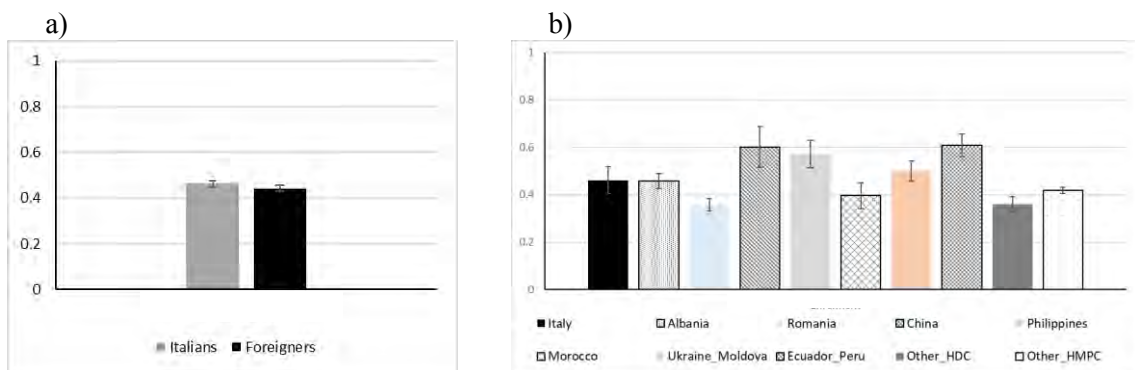 a)
b)
1
0.8
0.6
0.4
0.2
0
Italians Foreigners
1
0.8
0.6
0.4
0.2
0
Italy Albania Romania China Philippines
Morocco Ukraine_Moldova Ecuador_Peru Other_HDC Other_HMPC